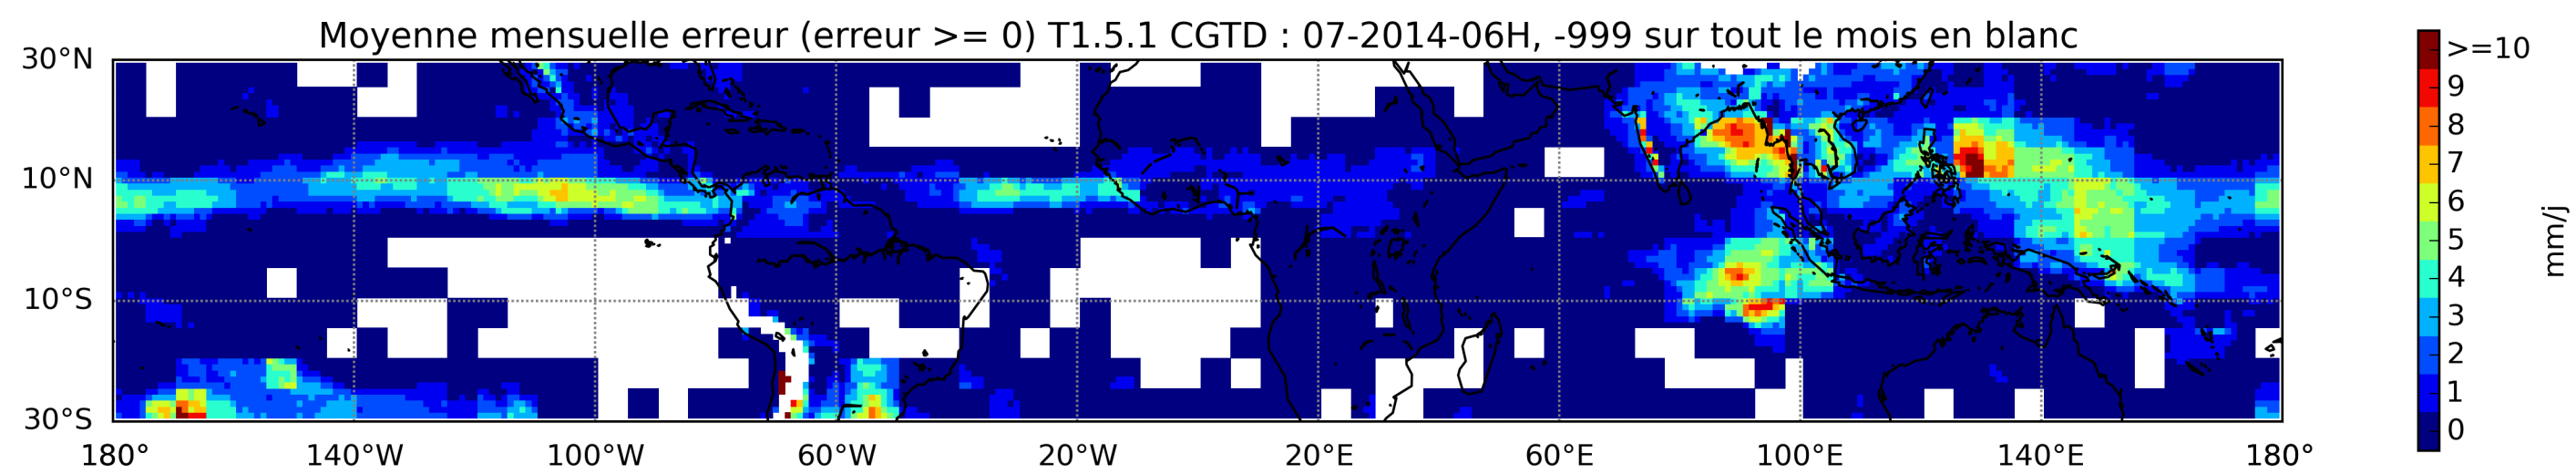 Moyenne mensuelle erreur (erreur >= 0) T1.5.1 CGTD : 07-2014-06H, -999 sur tout le mois en blanc
30°N
10°N
10°S
30°S
180° 140°W 100°W 60°W 20°W 20°E 60°E 100°E 140°E 180°
>=10
9
8
7
6
5
4
3
2
1
0
mm/j